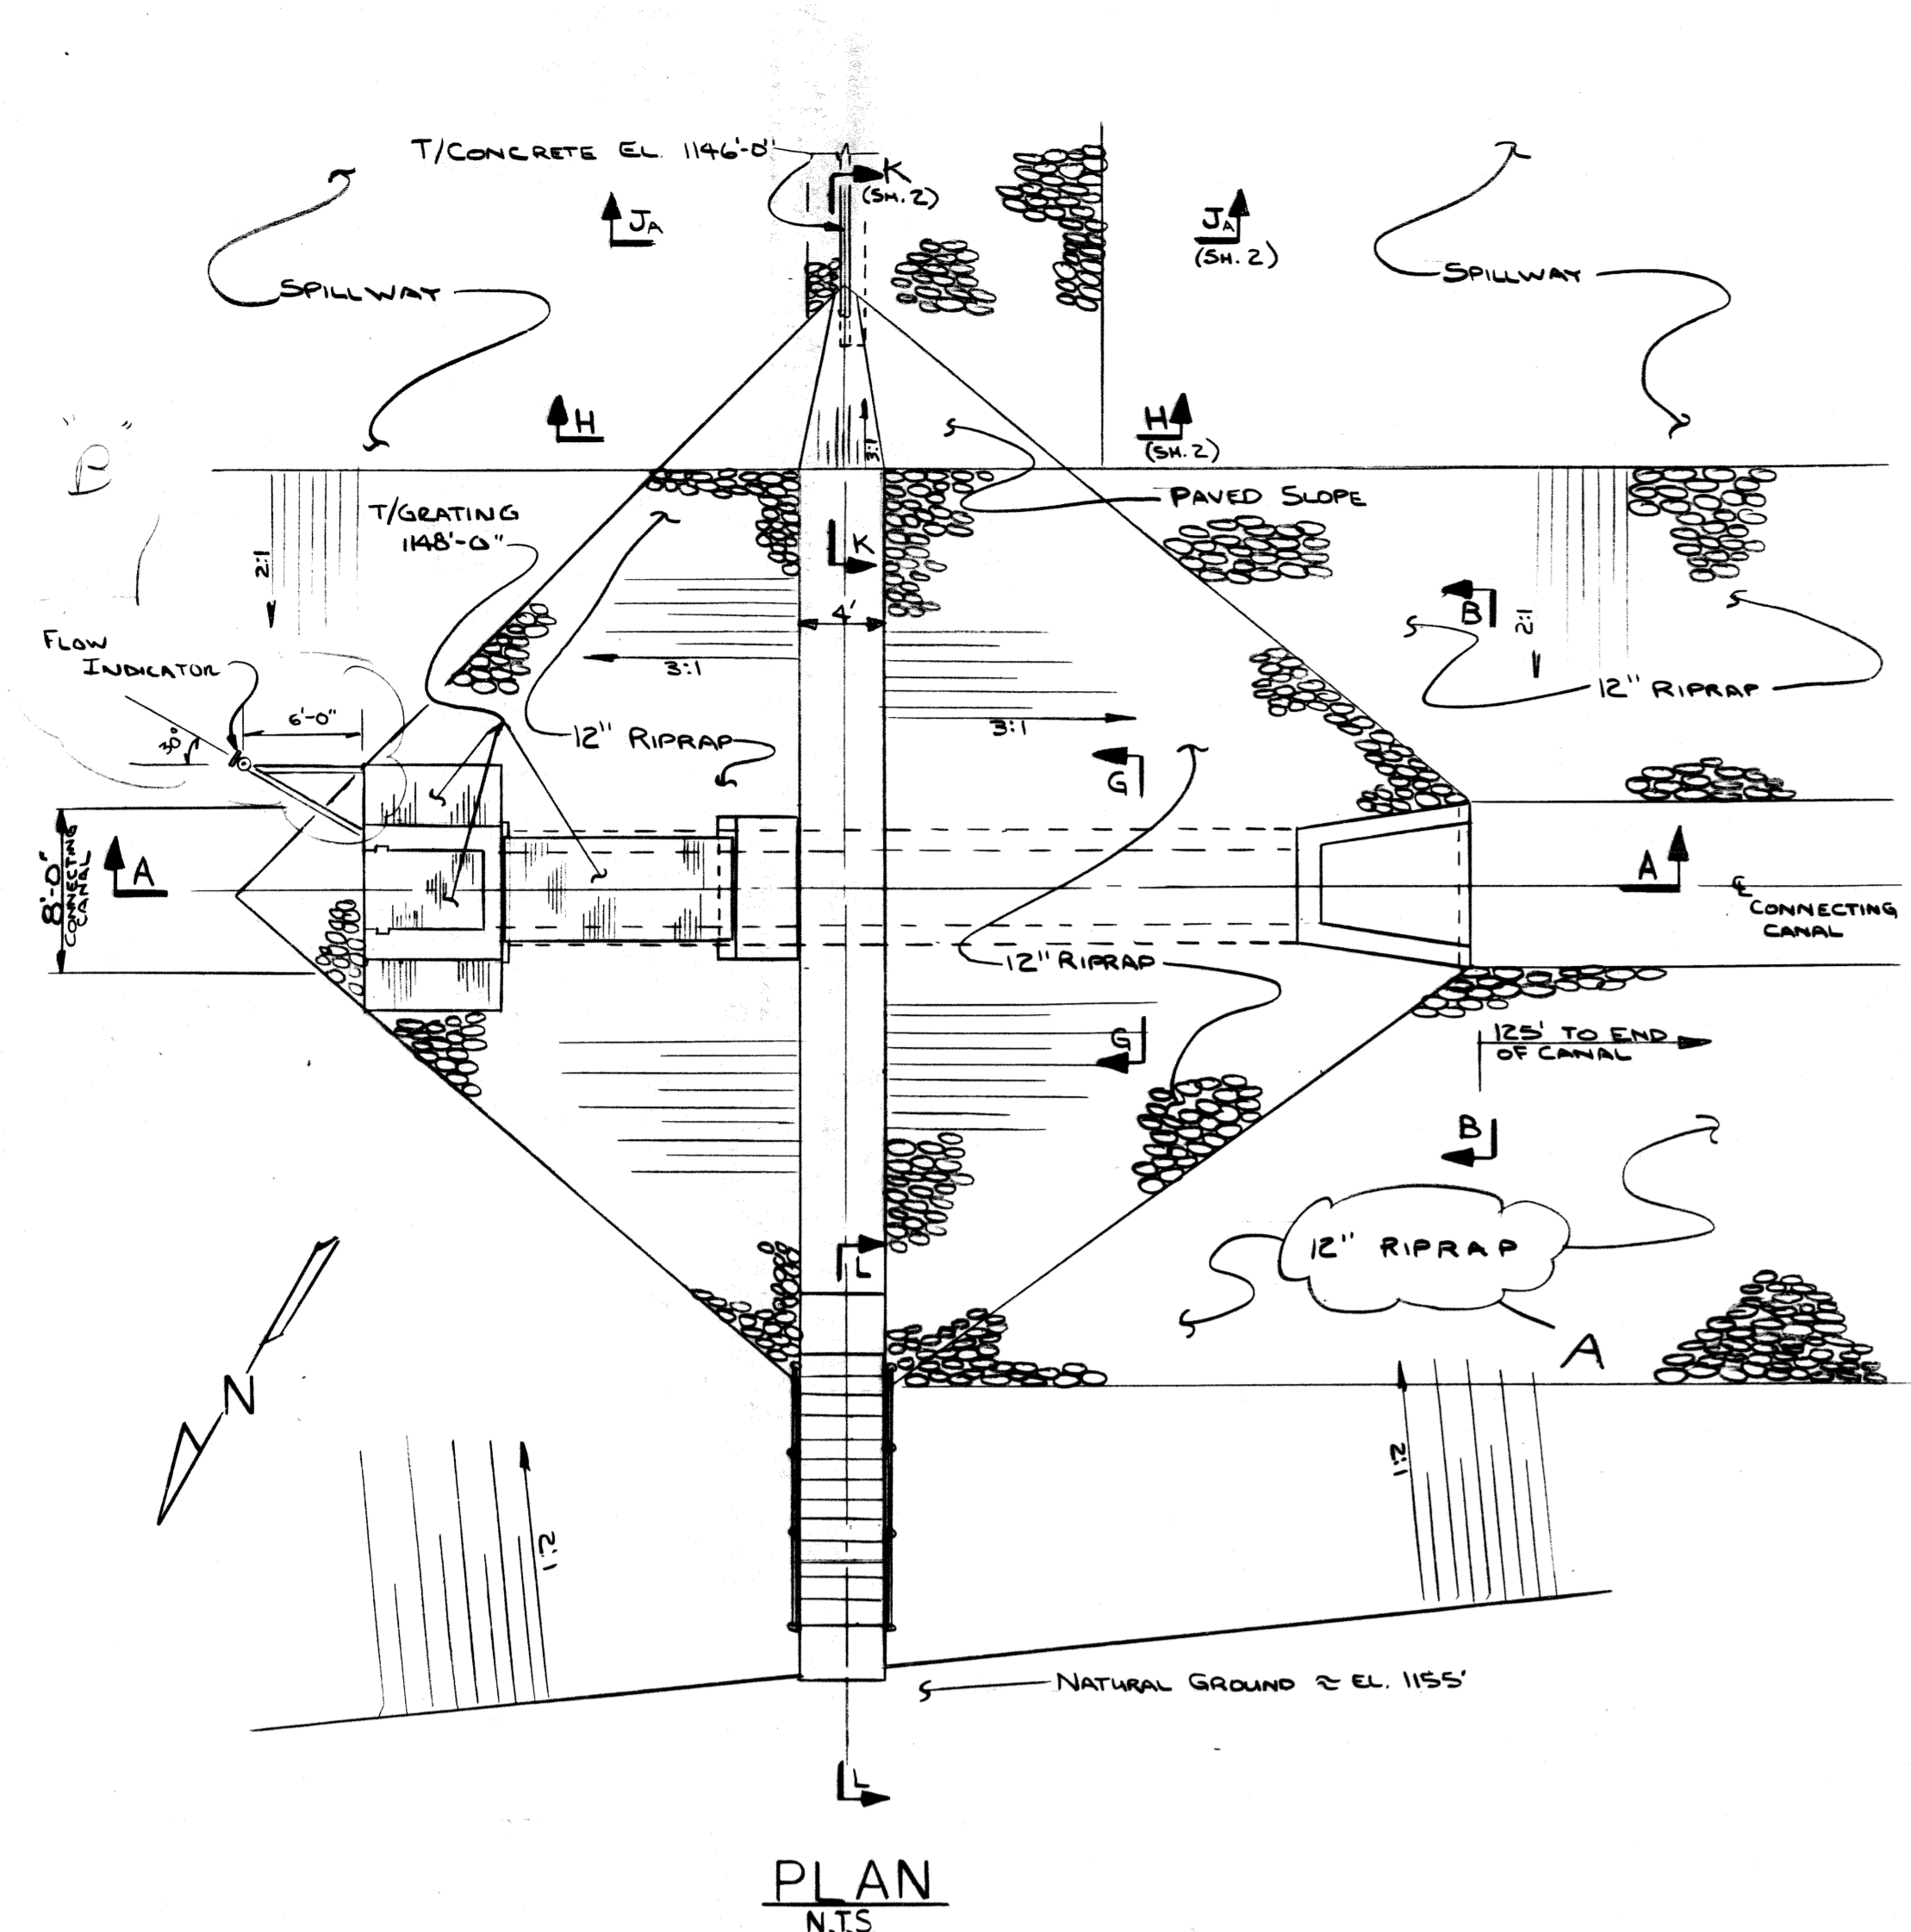 T/CONCRETE EL. 1146'-0"
K
(SH. 2)
JA
JA
(SH. 2)
SPILLWAY
SPILLWAY
H
H
(SH. 2)
3:1
"B"
T/GRATING
1148'-0"
PAVED SLOPE
2:1
K
4'
B
2:1
FLOW
INDICATOR
3:1
12" RIPRAP
6'-0"
30°
12" RIPRAP
3:1
G
8'-0"
CONNECTING
CANAL
A
A
℄
CONNECTING
CANAL
12" RIPRAP
G
125' TO END
OF CANAL
B
L
12" RIPRAP
A
N
2:1
2:1
NATURAL GROUND ≈ EL. 1155'
L
PLAN
N.T.S.